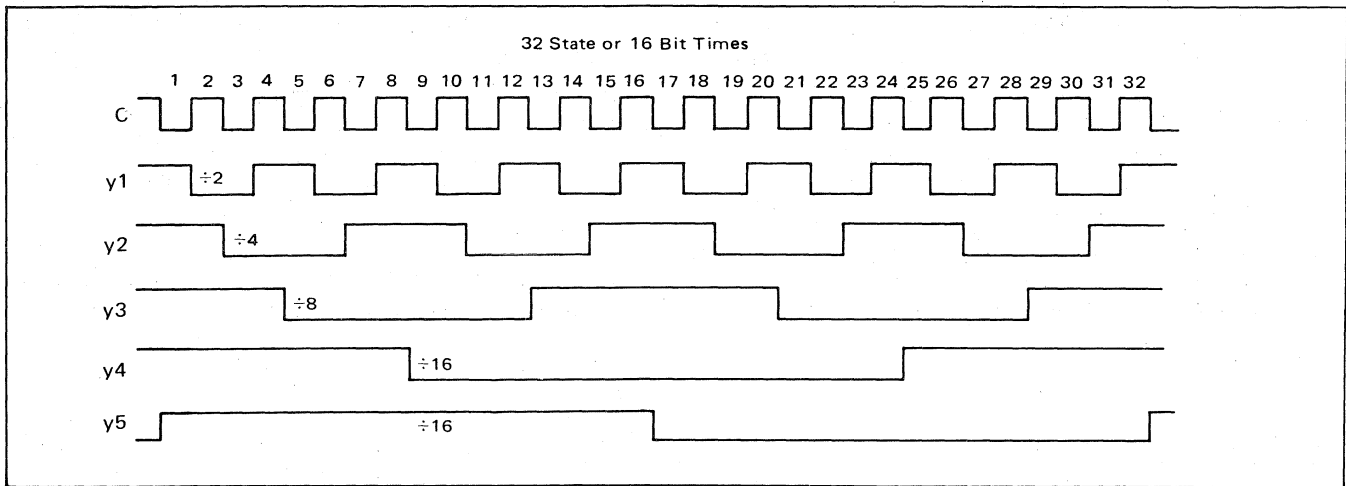 32 State or 16 Bit Times
1 2 3 4 5 6 7 8 9 10 11 12 13 14 15 16 17 18 19 20 21 22 23 24 25 26 27 28 29 30 31 32
C
y1 ÷2
y2 ÷4
y3 ÷8
y4 ÷16
y5 ÷16